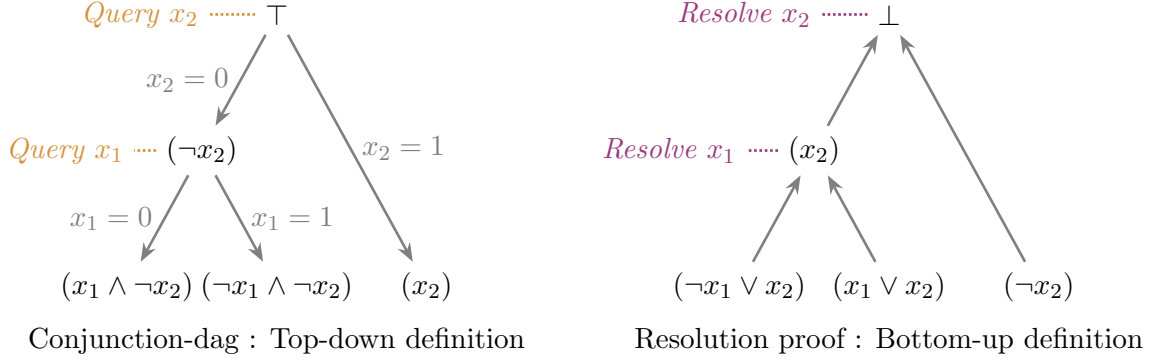 Query x₂ ⊤
x₂ = 0
Query x₁ (¬x₂)
x₂ = 1
x₁ = 0 x₁ = 1
(x₁ ∧ ¬x₂) (¬x₁ ∧ ¬x₂) (x₂)
Conjunction-dag : Top-down definition
Resolve x₂ ⊥
Resolve x₁ (x₂)
(¬x₁ ∨ x₂) (x₁ ∨ x₂) (¬x₂)
Resolution proof : Bottom-up definition